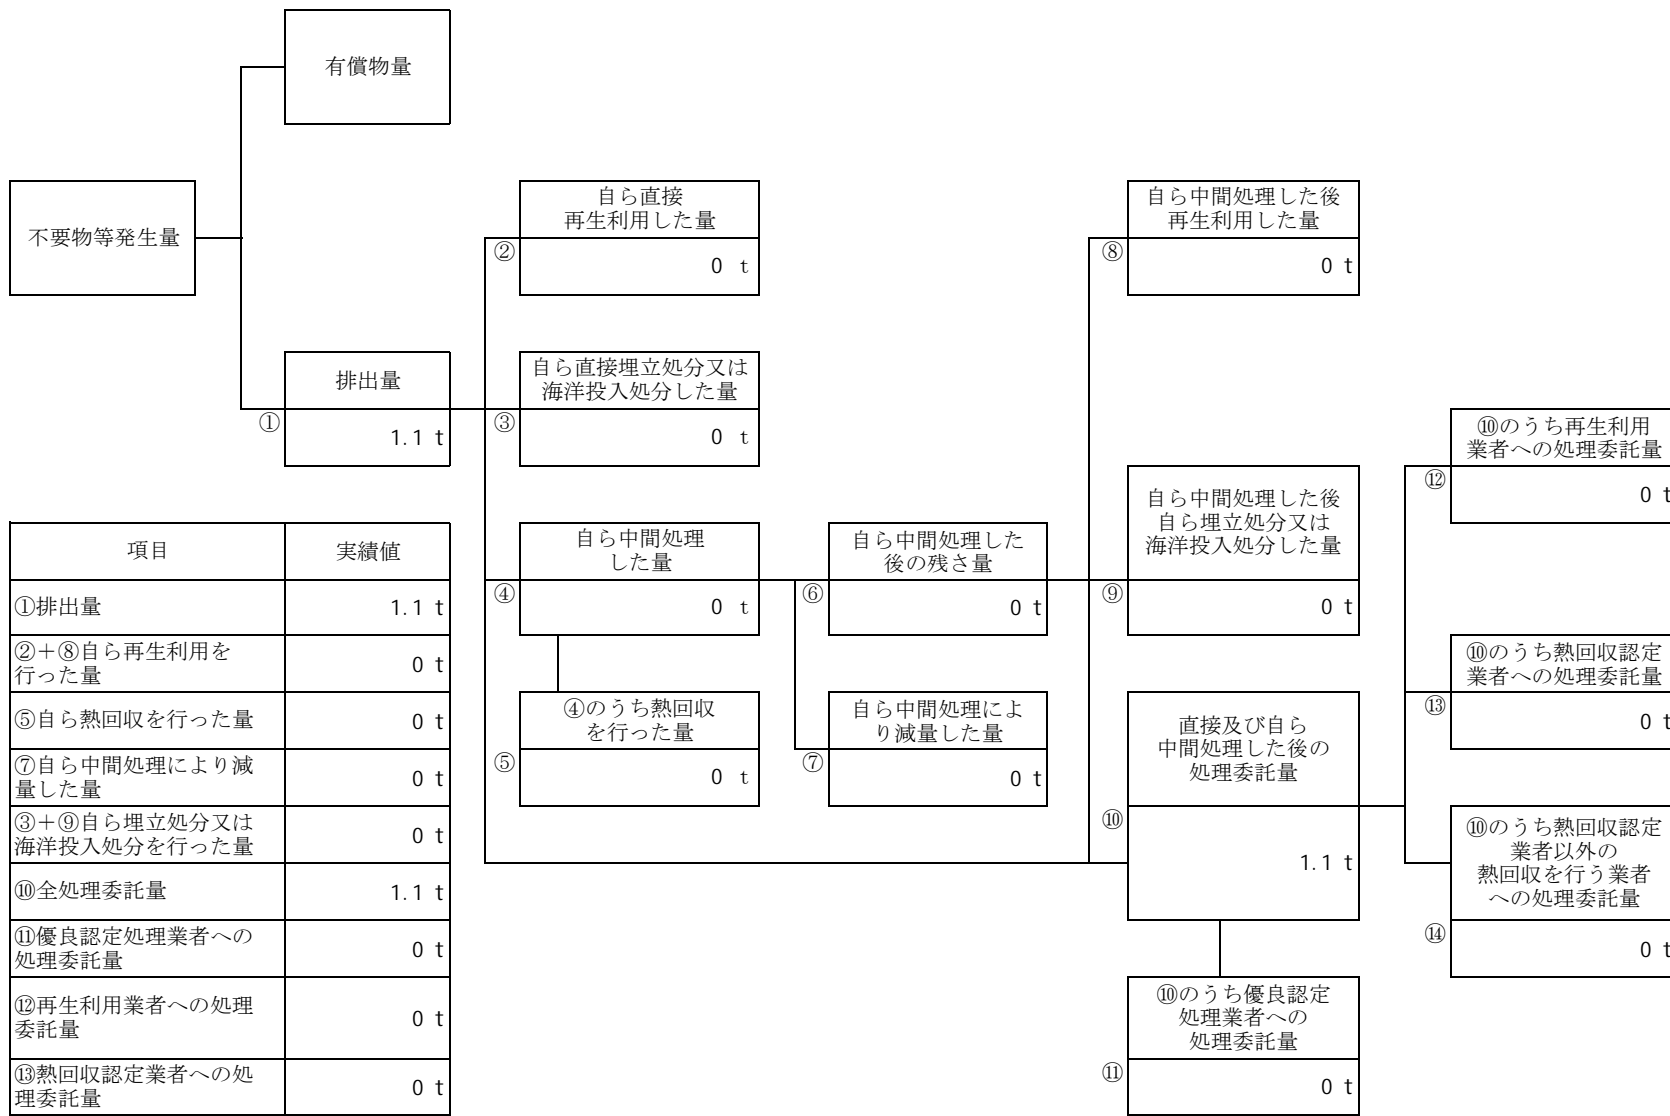 有償物量
不要物等発生量
自ら直接
再生利用した量
②
0 t
自ら中間処理した後
再生利用した量
⑧
0 t
排出量
①
1.1 t
自ら直接埋立処分又は
海洋投入処分した量
③
0 t
⑩のうち再生利用
業者への処理委託量
⑫
0 t
自ら中間処理した後
自ら埋立処分又は
海洋投入処分した量
⑨
0 t
自ら中間処理
した量
④
0 t
自ら中間処理した
後の残さ量
⑥
0 t
⑩のうち熱回収認定
業者への処理委託量
⑬
0 t
④のうち熱回収
を行った量
⑤
0 t
自ら中間処理によ
り減量した量
⑦
0 t
直接及び自ら
中間処理した後の
処理委託量
⑩
1.1 t
⑩のうち熱回収認定
業者以外の
熱回収を行う業者
への処理委託量
⑭
0 t
⑩のうち優良認定
処理業者への
処理委託量
⑪
0 t
項目 実績値
①排出量 1.1 t
②+⑧自ら再生利用を
行った量 0 t
⑤自ら熱回収を行った量 0 t
⑦自ら中間処理により減
量した量 0 t
③+⑨自ら埋立処分又は
海洋投入処分を行った量 0 t
⑩全処理委託量 1.1 t
⑪優良認定処理業者への
処理委託量 0 t
⑫再生利用業者への処理
委託量 0 t
⑬熱回収認定業者への処
理委託量 0 t